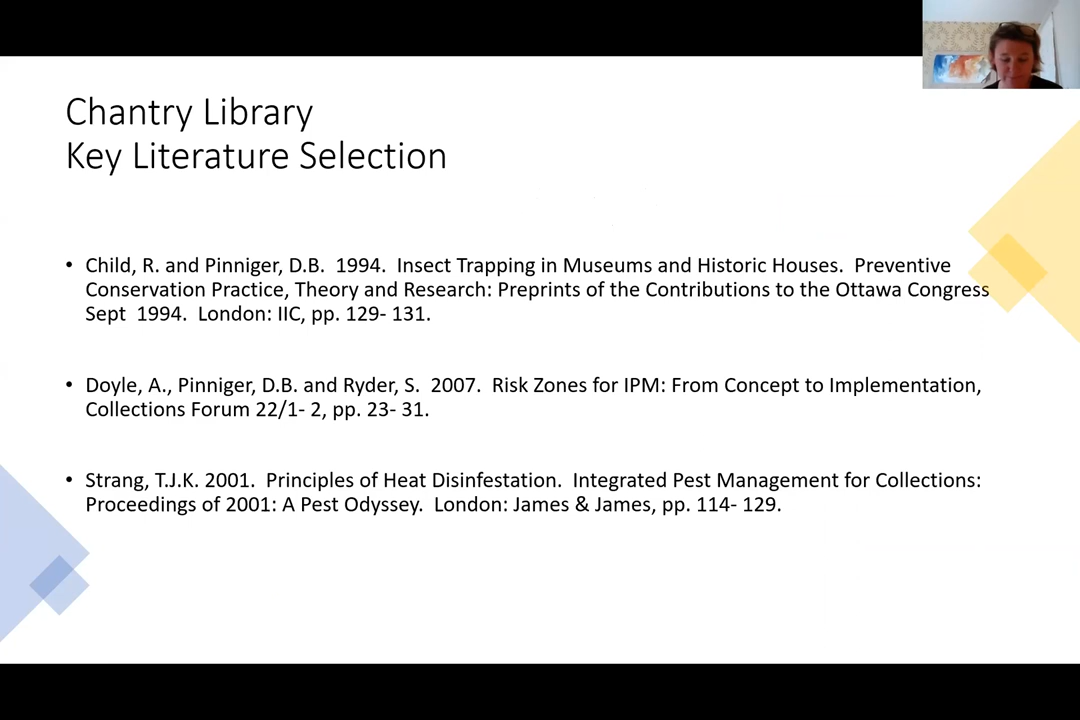 Chantry Library
Key Literature Selection
• Child, R. and Pinniger, D.B.  1994.  Insect Trapping in Museums and Historic Houses.  Preventive
Conservation Practice, Theory and Research: Preprints of the Contributions to the Ottawa Congress
Sept  1994.  London: IIC, pp. 129- 131.
• Doyle, A., Pinniger, D.B. and Ryder, S.  2007.  Risk Zones for IPM: From Concept to Implementation,
Collections Forum 22/1- 2, pp. 23- 31.
• Strang, T.J.K. 2001.  Principles of Heat Disinfestation.  Integrated Pest Management for Collections:
Proceedings of 2001: A Pest Odyssey.  London: James & James, pp. 114- 129.